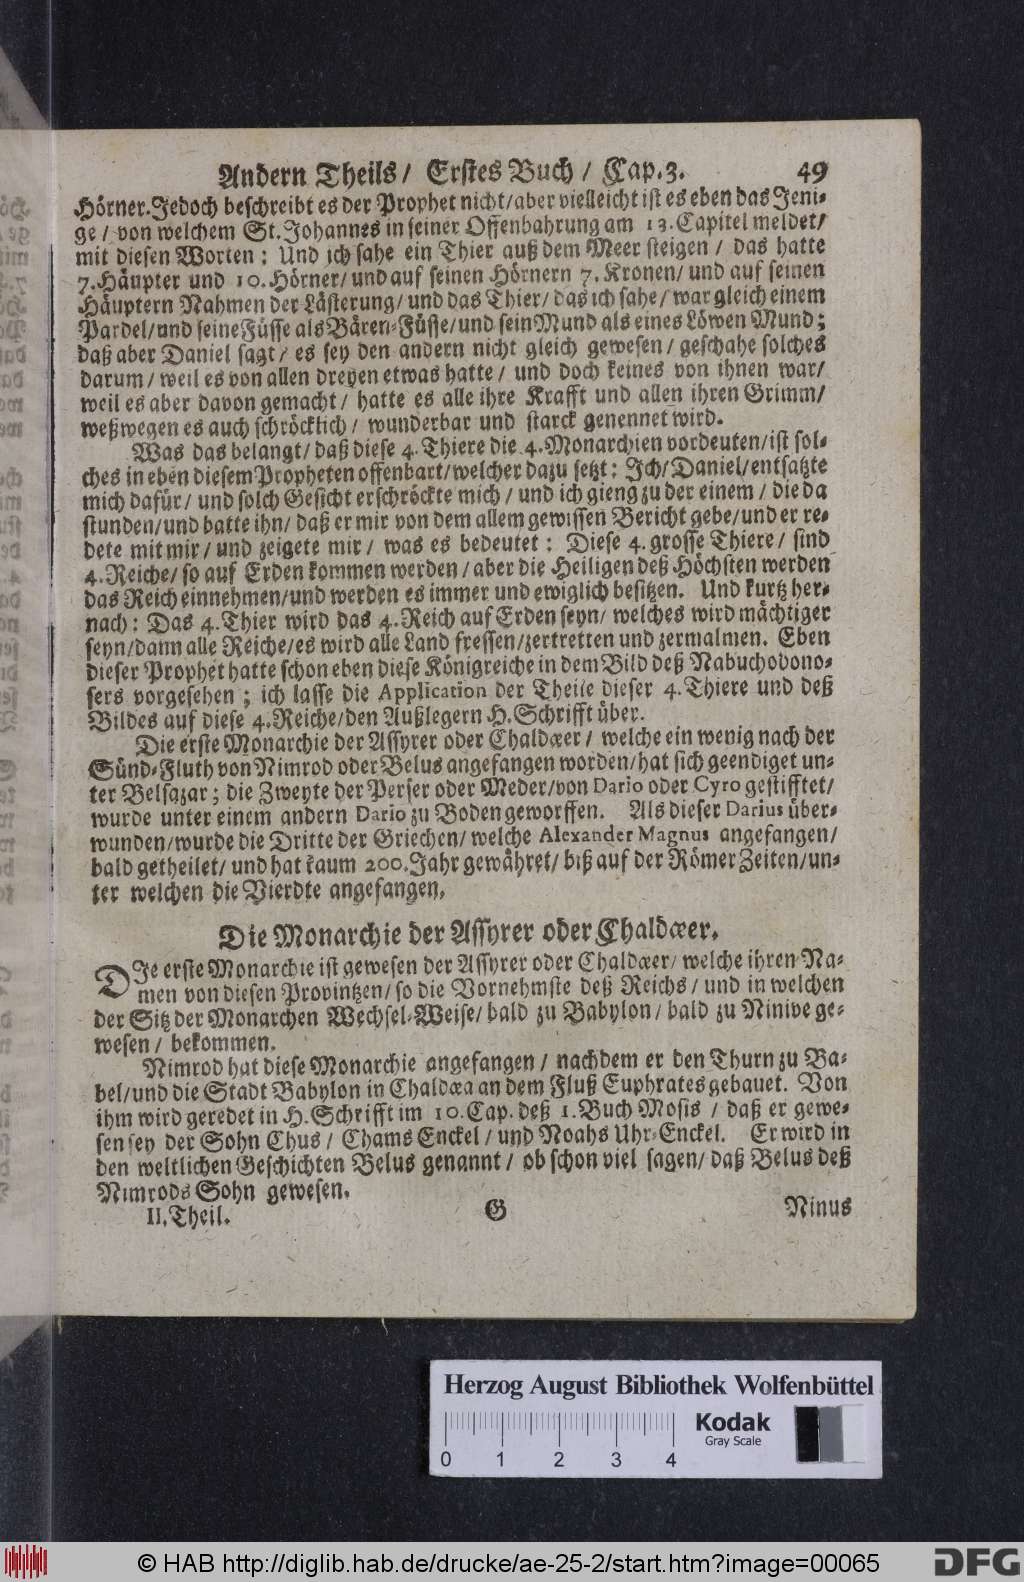 Andern Theils / Erstes Buch / Cap. 3. 49
Hörner. Jedoch beschreibt es der Prophet nicht / aber vielleicht ist es eben das Jeni-
ge / von welchem St. Johannes in seiner Offenbahrung am 13. Capitel meldet /
mit diesen Worten: Und ich sahe ein Thier auß dem Meer steigen / das hatte
7. Häupter und 10. Hörner / und auf seinen Hörnern 7. Kronen / und auf seinen
Häuptern Nahmen der Lästerung / und das Thier / das ich sahe / war gleich einem
Pardel / und seine Füsse als Bären-Füsse / und sein Mund als eines Löwen Mund;
daß aber Daniel sagt / es sey den andern nicht gleich gewesen / geschahe solches
darum / weil es von allen dreyen etwas hatte / und doch keines von ihnen war /
weil es aber davon gemacht / hatte es alle ihre Krafft und allen ihren Grimm /
weßwegen es auch schröcklich / wunderbar und starck genennet wird.
Was das belangt / daß diese 4. Thiere die 4. Monarchien vordeuten / ist sol-
ches in eben diesem Propheten offenbart / welcher dazu setzt: Ich / Daniel / entsatzte
mich dafür / und solch Gesicht erschröckte mich / und ich gieng zu der einem / die da
stunden / und batte ihn / daß er mir von dem allem gewissen Bericht gebe / und er re-
dete mit mir / und zeigete mir / was es bedeutet: Diese 4. grosse Thiere / sind
4. Reiche / so auf Erden kommen werden / aber die Heiligen deß Höchsten werden
das Reich einnehmen / und werden es immer und ewiglich besitzen. Und kurtz her-
nach: Das 4. Thier wird das 4. Reich auf Erden seyn / welches wird mächtiger
seyn / dann alle Reiche / es wird alle Land fressen / zertretten und zermalmen. Eben
dieser Prophet hatte schon eben diese Königreiche in dem Bild deß Nabuchodono-
sers vorgesehen; ich lasse die Application der Theile dieser 4. Thiere und deß
Bildes auf diese 4. Reiche / den Außlegern H. Schrifft über.
Die erste Monarchie der Assyrer oder Chaldæer / welche ein wenig nach der
Sünd-Fluth von Nimrod oder Belus angefangen worden / hat sich geendiget un-
ter Belsazar; die Zweyte der Perser oder Meder / von Dario oder Cyro gestifftet /
wurde unter einem andern Dario zu Boden geworffen. Als dieser Darius über-
wunden / wurde die Dritte der Griechen / welche Alexander Magnus angefangen /
bald getheilet / und hat kaum 200. Jahr gewähret / biß auf der Römer Zeiten / un-
ter welchen die Vierdte angefangen.
Die Monarchie der Assyrer oder Chaldæer.
DIe erste Monarchie ist gewesen der Assyrer oder Chaldæer / welche ihren Na-
men von diesen Provintzen / so die Vornehmste deß Reichs / und in welchen
der Sitz der Monarchen Wechsel-Weise / bald zu Babylon / bald zu Ninive ge-
wesen / bekommen.
Nimrod hat diese Monarchie angefangen / nachdem er den Thurn zu Ba-
bel / und die Stadt Babylon in Chaldæa an dem Fluß Euphrates gebauet. Von
ihm wird geredet in H. Schrifft im 10. Cap. deß 1. Buch Mosis / daß er gewe-
sen sey der Sohn Chus / Chams Enckel / und Noahs Uhr-Enckel. Er wird in
den weltlichen Geschichten Belus genannt / ob schon viel sagen / daß Belus deß
Nimrods Sohn gewesen.
II. Theil. G Ninus
Herzog August Bibliothek Wolfenbüttel
Kodak
Gray Scale
0 1 2 3 4
© HAB http://diglib.hab.de/drucke/ae-25-2/start.htm?image=00065
DFG